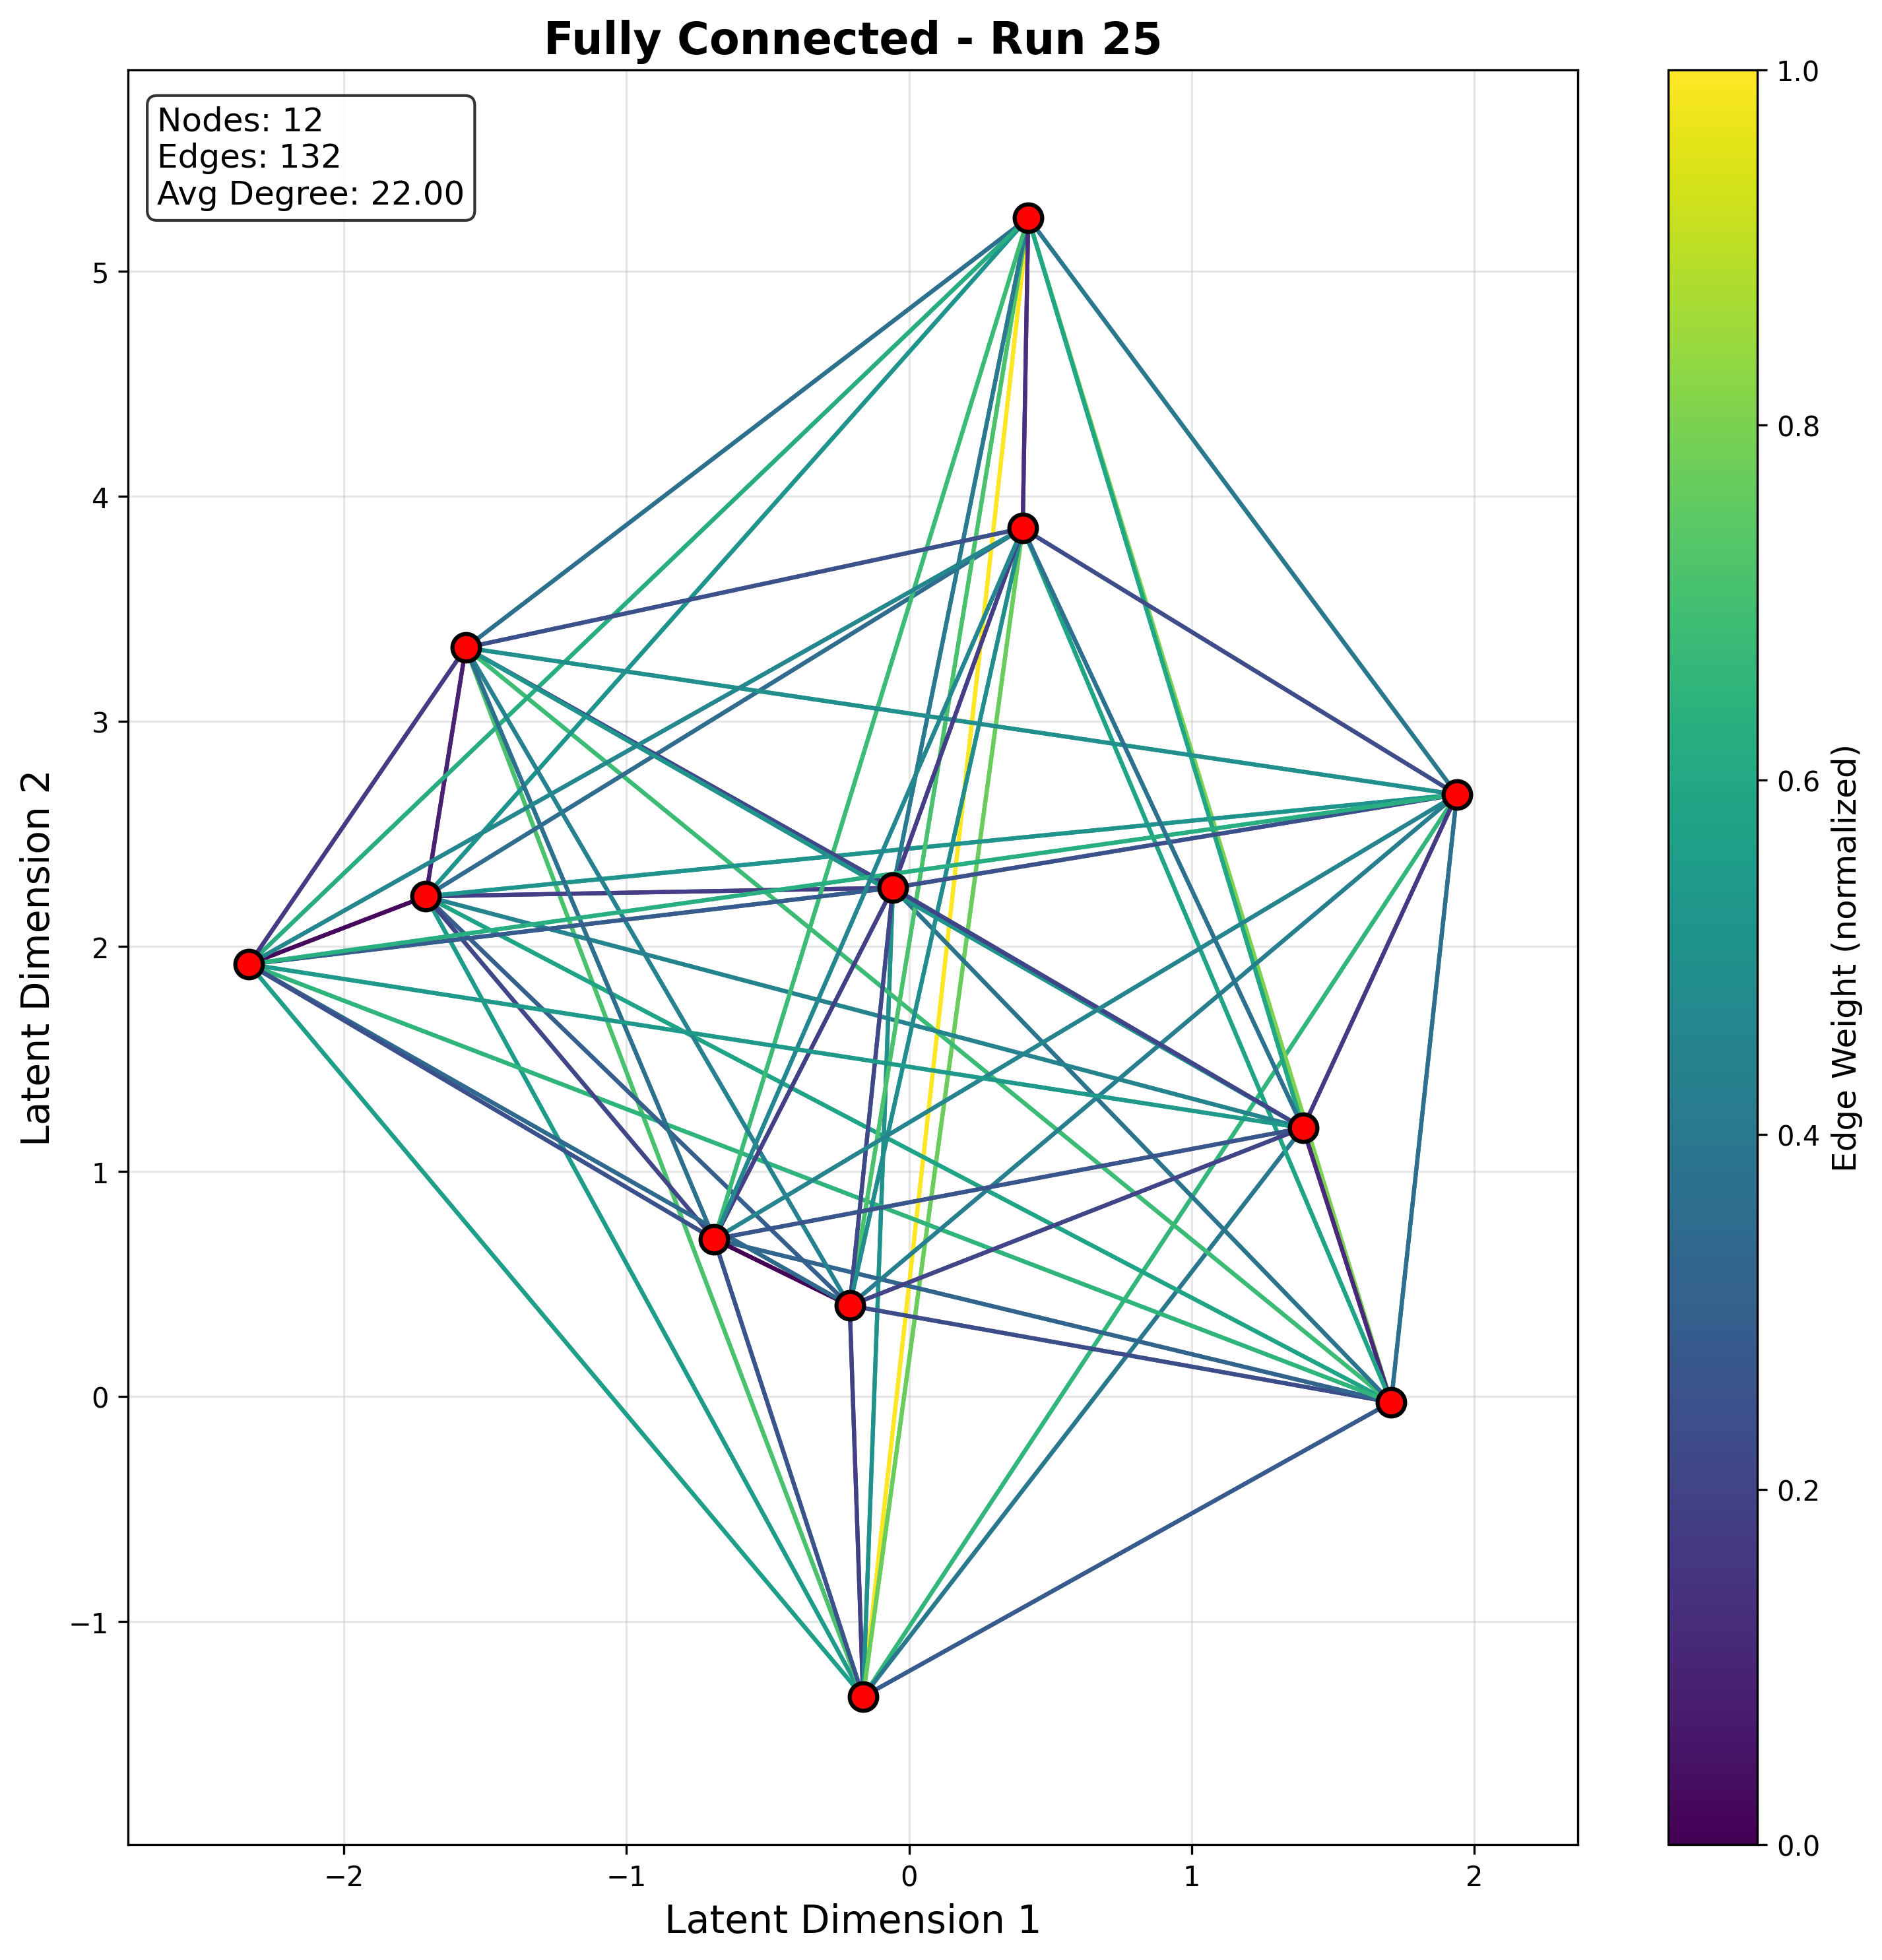 Fully Connected - Run 25
Nodes: 12
Edges: 132
Avg Degree: 22.00
5
4
3
2
1
0
−1
Latent Dimension 2
−2
−1
0
1
2
Latent Dimension 1
1.0
0.8
0.6
0.4
0.2
0.0
Edge Weight (normalized)